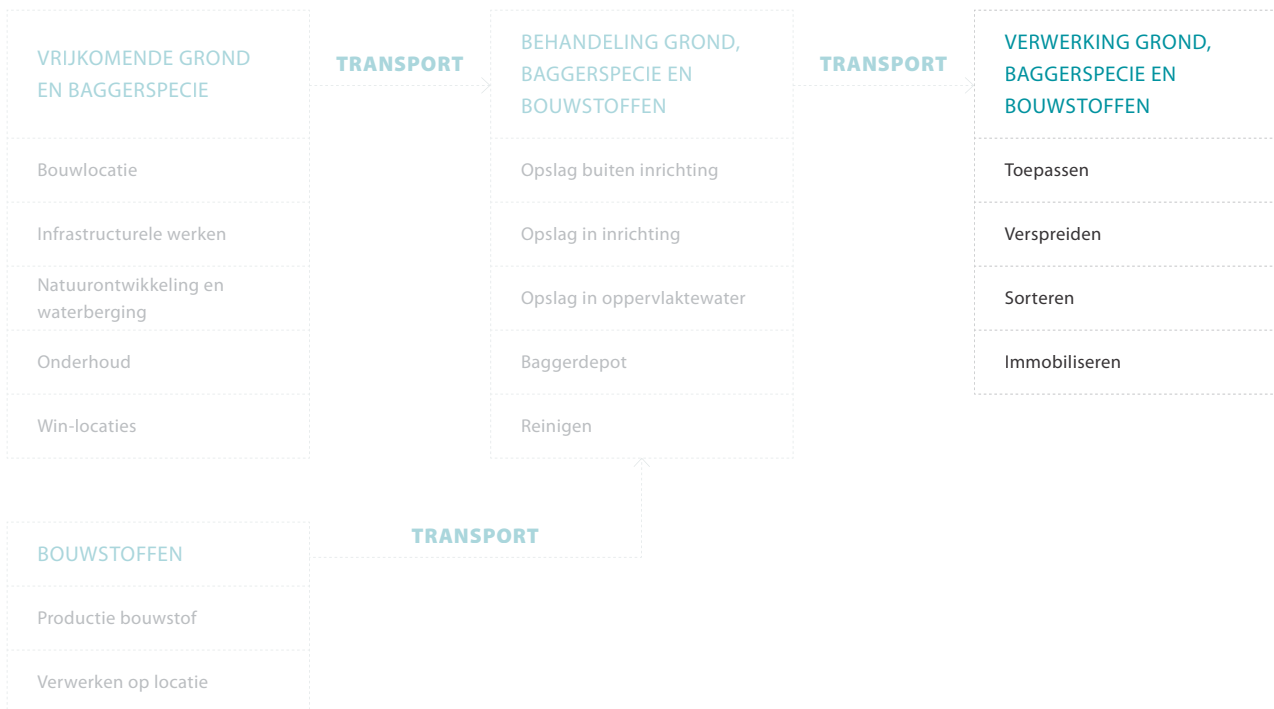 VRIJKOMENDE GROND
EN BAGGERSPECIE
Bouwlocatie
Infrastructurele werken
Natuurontwikkeling en
waterberging
Onderhoud
Win-locaties
TRANSPORT
BEHANDELING GROND,
BAGGERSPECIE EN
BOUWSTOFFEN
Opslag buiten inrichting
Opslag in inrichting
Opslag in oppervlaktewater
Baggerdepot
Reinigen
TRANSPORT
VERWERKING GROND,
BAGGERSPECIE EN
BOUWSTOFFEN
Toepassen
Verspreiden
Sorteren
Immobiliseren
BOUWSTOFFEN
Productie bouwstof
Verwerken op locatie
TRANSPORT